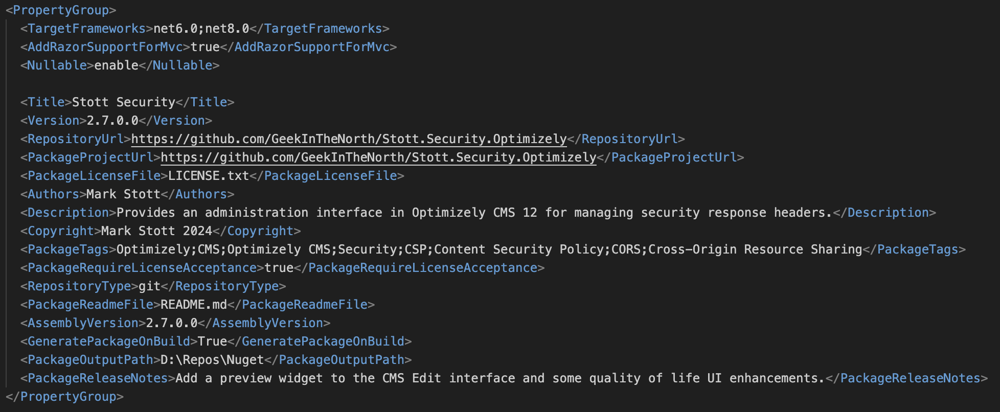 <PropertyGroup>
<TargetFrameworks>net6.0;net8.0</TargetFrameworks>
<AddRazorSupportForMvc>true</AddRazorSupportForMvc>
<Nullable>enable</Nullable>
<Title>Stott Security</Title>
<Version>2.7.0.0</Version>
<RepositoryUrl>https://github.com/GeekInTheNorth/Stott.Security.Optimizely</RepositoryUrl>
<PackageProjectUrl>https://github.com/GeekInTheNorth/Stott.Security.Optimizely</PackageProjectUrl>
<PackageLicenseFile>LICENSE.txt</PackageLicenseFile>
<Authors>Mark Stott</Authors>
<Description>Provides an administration interface in Optimizely CMS 12 for managing security response headers.</Description>
<Copyright>Mark Stott 2024</Copyright>
<PackageTags>Optimizely;CMS;Optimizely CMS;Security;CSP;Content Security Policy;CORS;Cross-Origin Resource Sharing</PackageTags>
<PackageRequireLicenseAcceptance>true</PackageRequireLicenseAcceptance>
<RepositoryType>git</RepositoryType>
<PackageReadmeFile>README.md</PackageReadmeFile>
<AssemblyVersion>2.7.0.0</AssemblyVersion>
<GeneratePackageOnBuild>True</GeneratePackageOnBuild>
<PackageOutputPath>D:\Repos\Nuget</PackageOutputPath>
<PackageReleaseNotes>Add a preview widget to the CMS Edit interface and some quality of life UI enhancements.</PackageReleaseNotes>
</PropertyGroup>